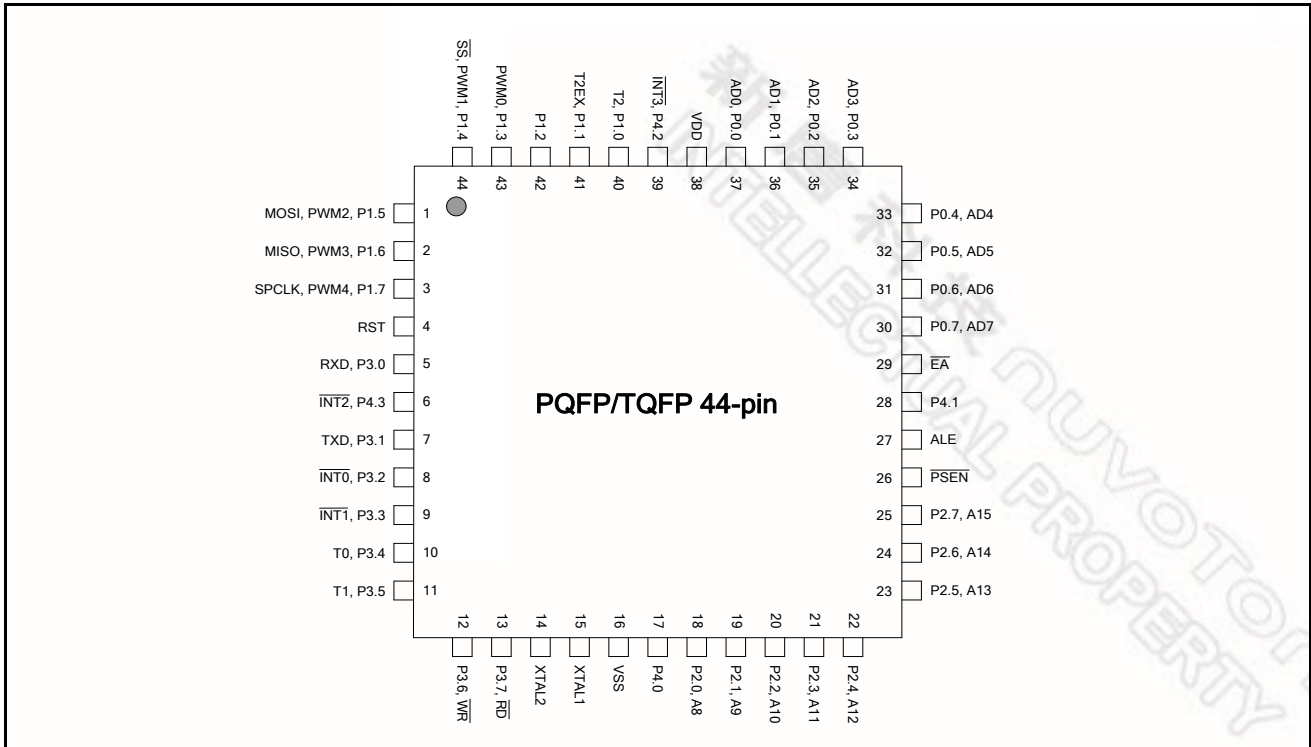 SS, PWM1, P1.4
PWM0, P1.3
P1.2
T2EX, P1.1
T2, P1.0
INT3, P4.2
VDD
AD0, P0.0
AD1, P0.1
AD2, P0.2
AD3, P0.3
44
43
42
41
40
39
38
37
36
35
34
MOSI, PWM2, P1.5 1
MISO, PWM3, P1.6 2
SPCLK, PWM4, P1.7 3
RST 4
RXD, P3.0 5
INT2, P4.3 6
TXD, P3.1 7
INT0, P3.2 8
INT1, P3.3 9
T0, P3.4 10
T1, P3.5 11
PQFP/TQFP 44-pin
33 P0.4, AD4
32 P0.5, AD5
31 P0.6, AD6
30 P0.7, AD7
29 EA
28 P4.1
27 ALE
26 PSEN
25 P2.7, A15
24 P2.6, A14
23 P2.5, A13
12
13
14
15
16
17
18
19
20
21
22
P3.6, WR
P3.7, RD
XTAL2
XTAL1
VSS
P4.0
P2.0, A8
P2.1, A9
P2.2, A10
P2.3, A11
P2.4, A12
新唐科技 nuvoTon
INTELLECTUAL PROPERTY